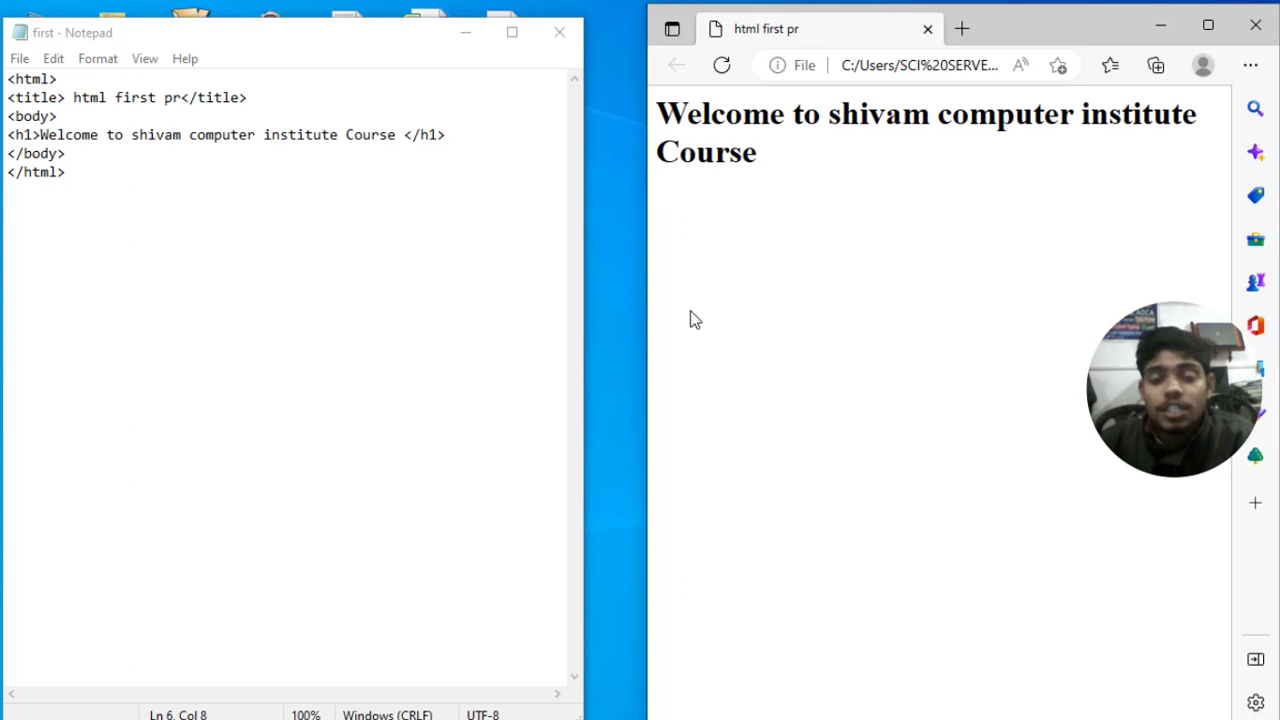 first - Notepad
File Edit Format View Help
<html>
<title> html first pr</title>
<body>
<h1>Welcome to shivam computer institute Course </h1>
</body>
</html>
Ln 6, Col 8 100% Windows (CRLF) UTF-8
html first pr
File C:/Users/SCI%20SERVE...
Welcome to shivam computer institute
Course